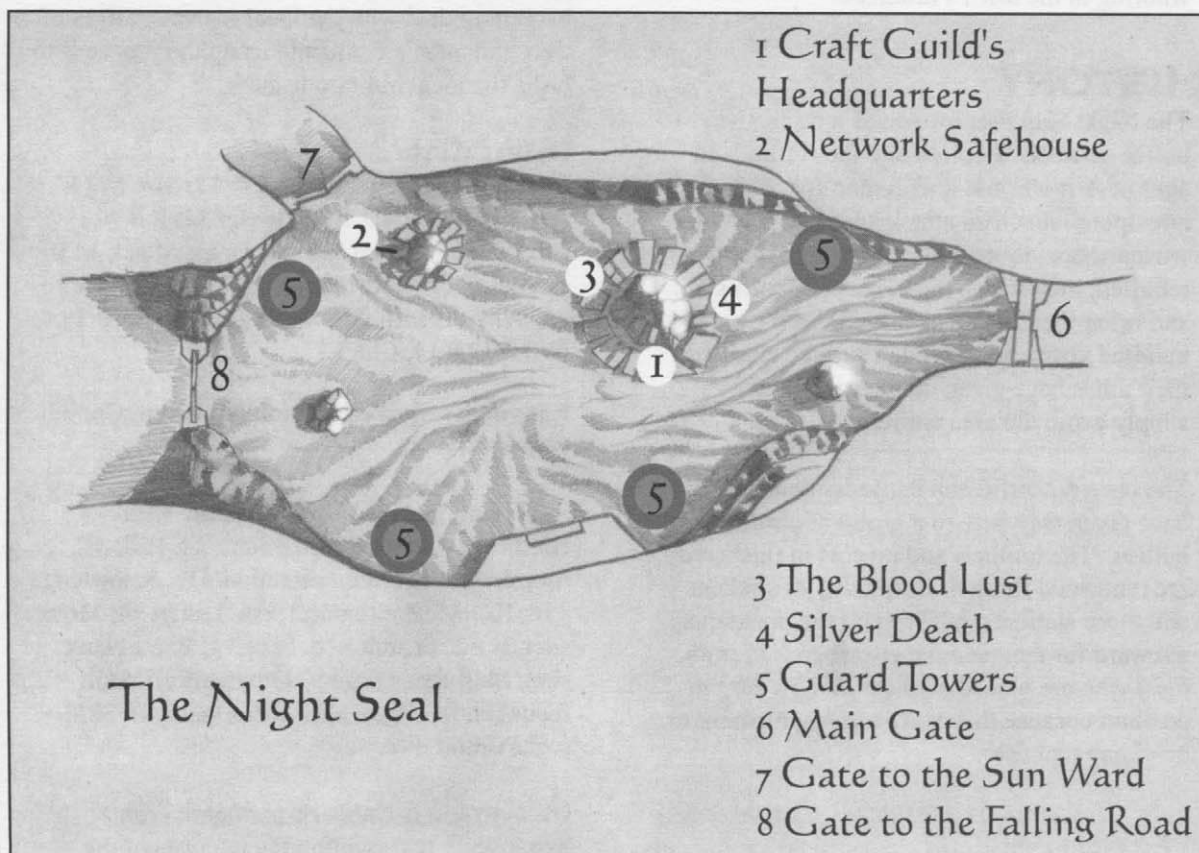 1 Craft Guild's
Headquarters
2 Network Safehouse
7
2
5
3
5
4
6
8
1
5
5
3 The Blood Lust
4 Silver Death
5 Guard Towers
6 Main Gate
7 Gate to the Sun Ward
8 Gate to the Falling Road
The Night Seal